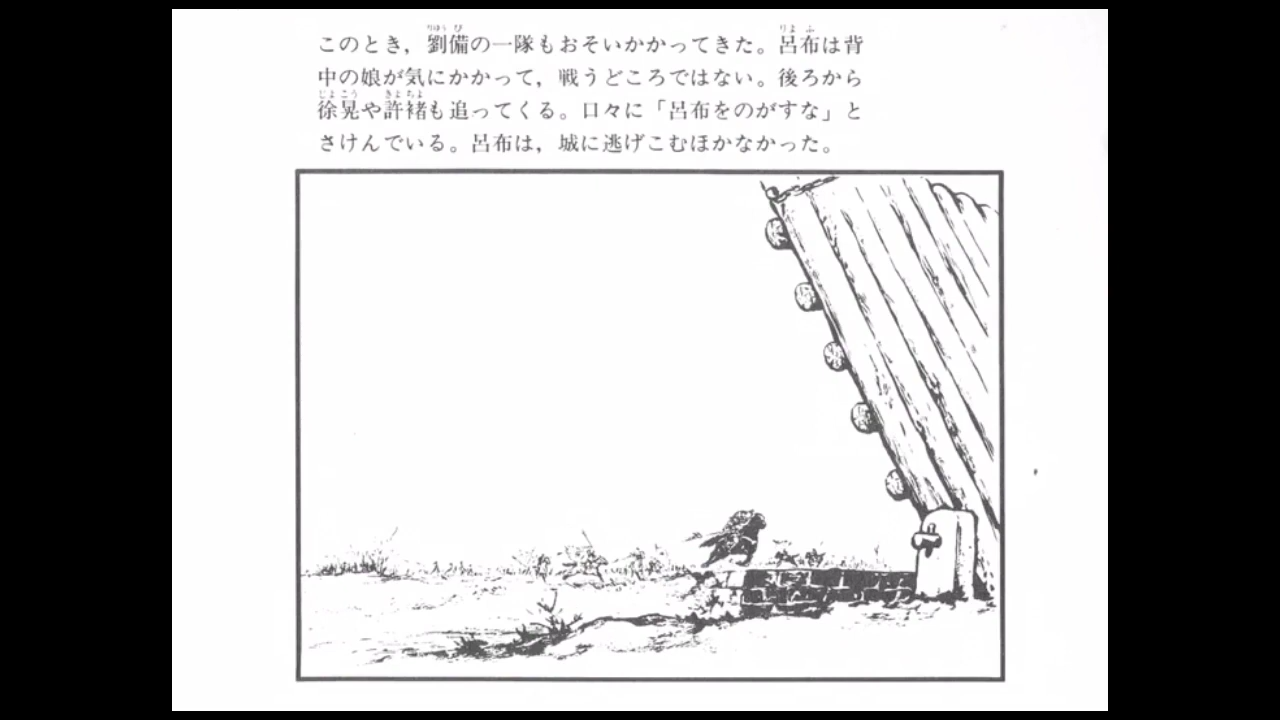 このとき，劉備の一隊もおそいかかってきた。呂布は背
中の娘が気にかかって，戦うどころではない。後ろから
徐晃や許褚も追ってくる。口々に「呂布をのがすな」と
さけんでいる。呂布は，城に逃げこむほかなかった。